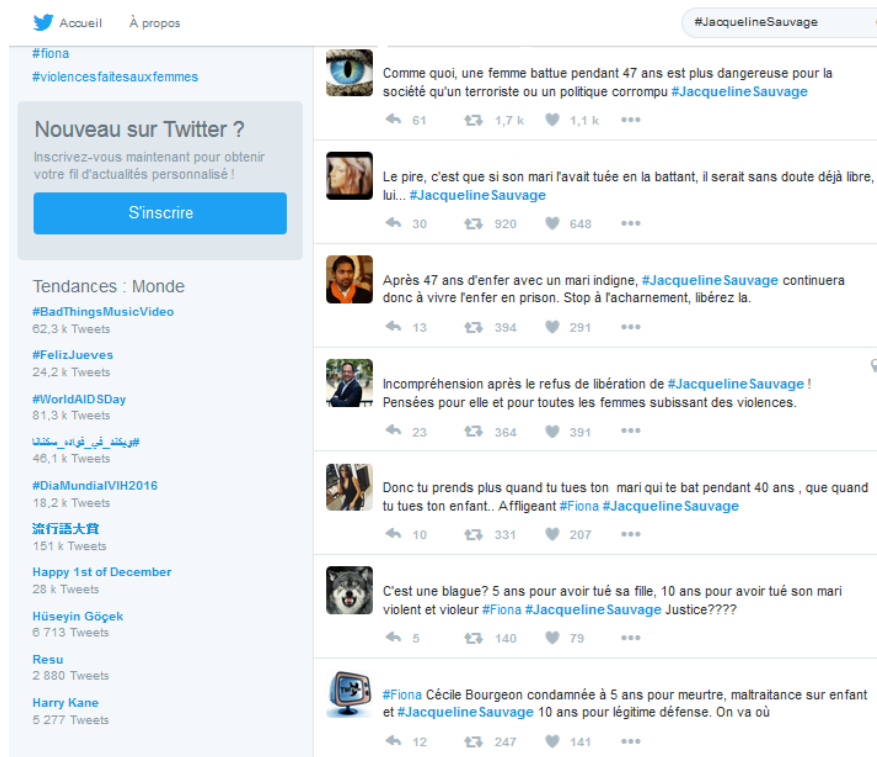 Accueil
À propos
#JacquelineSauvage
#fiona
#violencesfaitesauxfemmes
Nouveau sur Twitter ?
Inscrivez-vous maintenant pour obtenir
votre fil d'actualités personnalisé !
S'inscrire
Tendances : Monde
#BadThingsMusicVideo
62,3 k Tweets
#FelizJueves
24,2 k Tweets
#WorldAIDSDay
81,3 k Tweets
#ويكند_في_فواده_سكنانا
46,1 k Tweets
#DiaMundialVIH2016
18,2 k Tweets
流行語大賞
151 k Tweets
Happy 1st of December
28 k Tweets
Hüseyin Göçek
6 713 Tweets
Resu
2 880 Tweets
Harry Kane
5 277 Tweets
Comme quoi, une femme battue pendant 47 ans est plus dangereuse pour la
société qu'un terroriste ou un politique corrompu #JacquelineSauvage
61 1,7 k 1,1 k
Le pire, c'est que si son mari l'avait tuée en la battant, il serait sans doute déjà libre,
lui... #JacquelineSauvage
30 920 648
Après 47 ans d'enfer avec un mari indigne, #JacquelineSauvage continuera
donc à vivre l'enfer en prison. Stop à l'acharnement, libérez la.
13 394 291
Incompréhension après le refus de libération de #JacquelineSauvage !
Pensées pour elle et pour toutes les femmes subissant des violences.
23 364 391
Donc tu prends plus quand tu tues ton mari qui te bat pendant 40 ans , que quand
tu tues ton enfant.. Affligeant #Fiona #JacquelineSauvage
10 331 207
C'est une blague? 5 ans pour avoir tué sa fille, 10 ans pour avoir tué son mari
violent et violeur #Fiona #JacquelineSauvage Justice????
5 140 79
#Fiona Cécile Bourgeon condamnée à 5 ans pour meurtre, maltraitance sur enfant
et #JacquelineSauvage 10 ans pour légitime défense. On va où
12 247 141